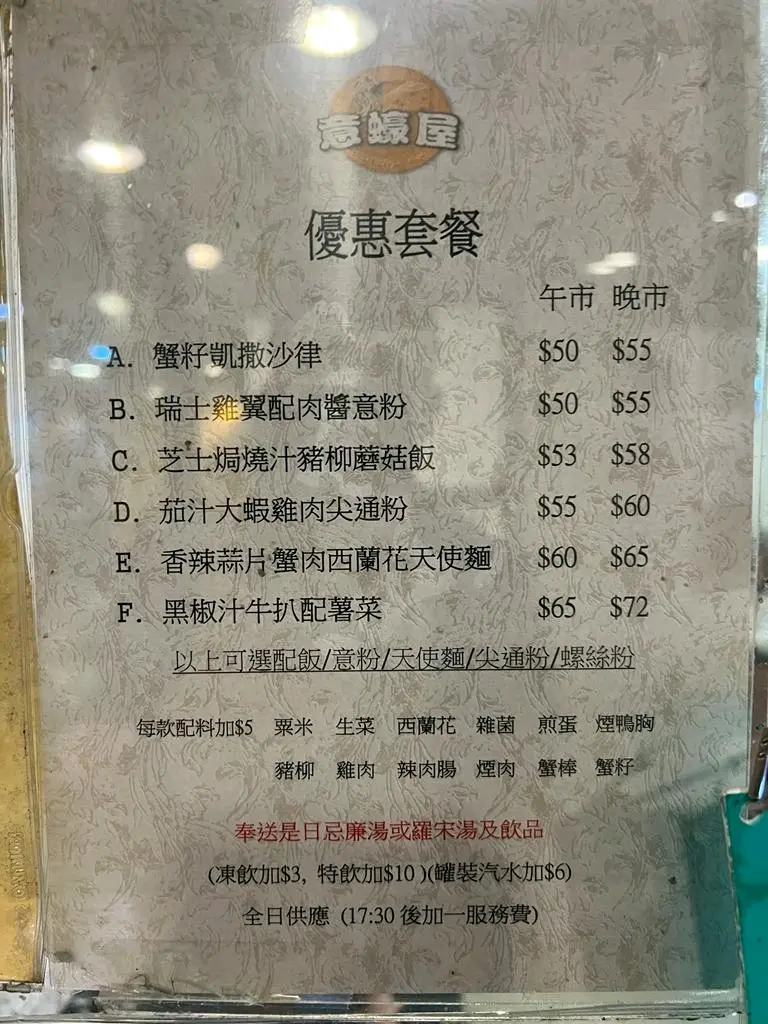 意蠔屋
優惠套餐
午市 晚市
A. 蟹籽凱撒沙律 $50 $55
B. 瑞士雞翼配肉醬意粉 $50 $55
C. 芝士焗燒汁豬柳蘑菇飯 $53 $58
D. 茄汁大蝦雞肉尖通粉 $55 $60
E. 香辣蒜片蟹肉西蘭花天使麵 $60 $65
F. 黑椒汁牛扒配薯菜 $65 $72
以上可選配飯/意粉/天使麵/尖通粉/螺絲粉
每款配料加$5 粟米 生菜 西蘭花 雜菌 煎蛋 煙鴨胸
豬柳 雞肉 辣肉腸 煙肉 蟹棒 蟹籽
奉送是日忌廉湯或羅宋湯及飲品
(凍飲加$3, 特飲加$10 )(罐裝汽水加$6)
全日供應 (17:30 後加一服務費)